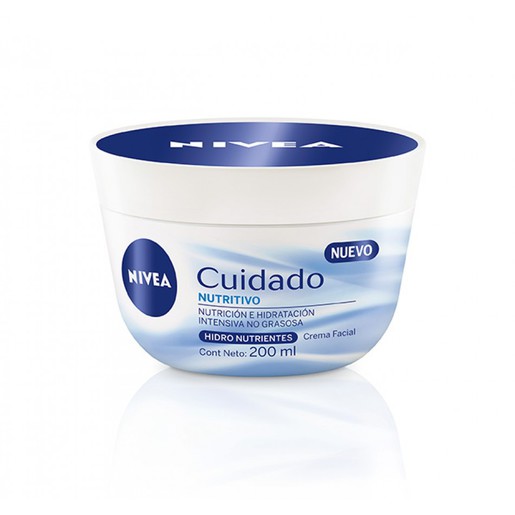 NIVEA
NUEVO
NIVEA
Cuidado
NUTRITIVO
NUTRICIÓN E HIDRATACIÓN
INTENSIVA NO GRASOSA
HIDRO NUTRIENTES Crema Facial
Cont Neto: 200 ml